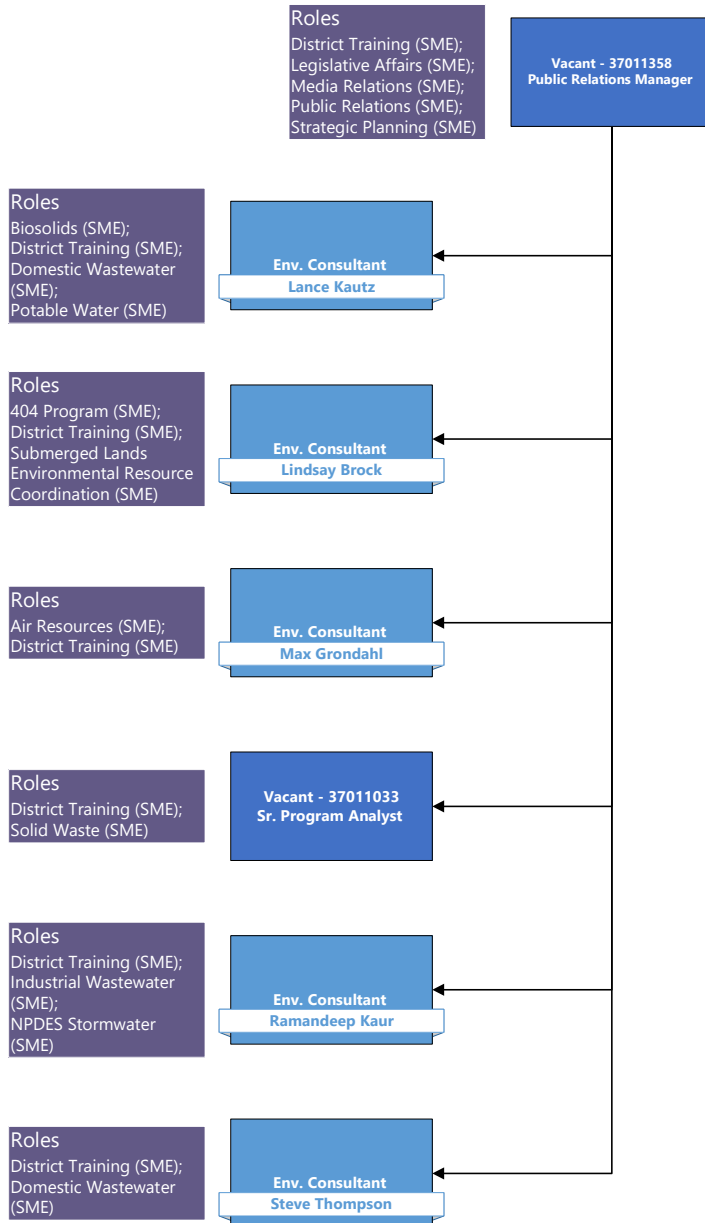 Roles
District Training (SME);
Legislative Affairs (SME);
Media Relations (SME);
Public Relations (SME);
Strategic Planning (SME)
Vacant - 37011358
Public Relations Manager
Roles
Biosolids (SME);
District Training (SME);
Domestic Wastewater
(SME);
Potable Water (SME)
Env. Consultant
Lance Kautz
Roles
404 Program (SME);
District Training (SME);
Submerged Lands
Environmental Resource
Coordination (SME)
Env. Consultant
Lindsay Brock
Roles
Air Resources (SME);
District Training (SME)
Env. Consultant
Max Grondahl
Roles
District Training (SME);
Solid Waste (SME)
Vacant - 37011033
Sr. Program Analyst
Roles
District Training (SME);
Industrial Wastewater
(SME);
NPDES Stormwater
(SME)
Env. Consultant
Ramandeep Kaur
Roles
District Training (SME);
Domestic Wastewater
(SME)
Env. Consultant
Steve Thompson